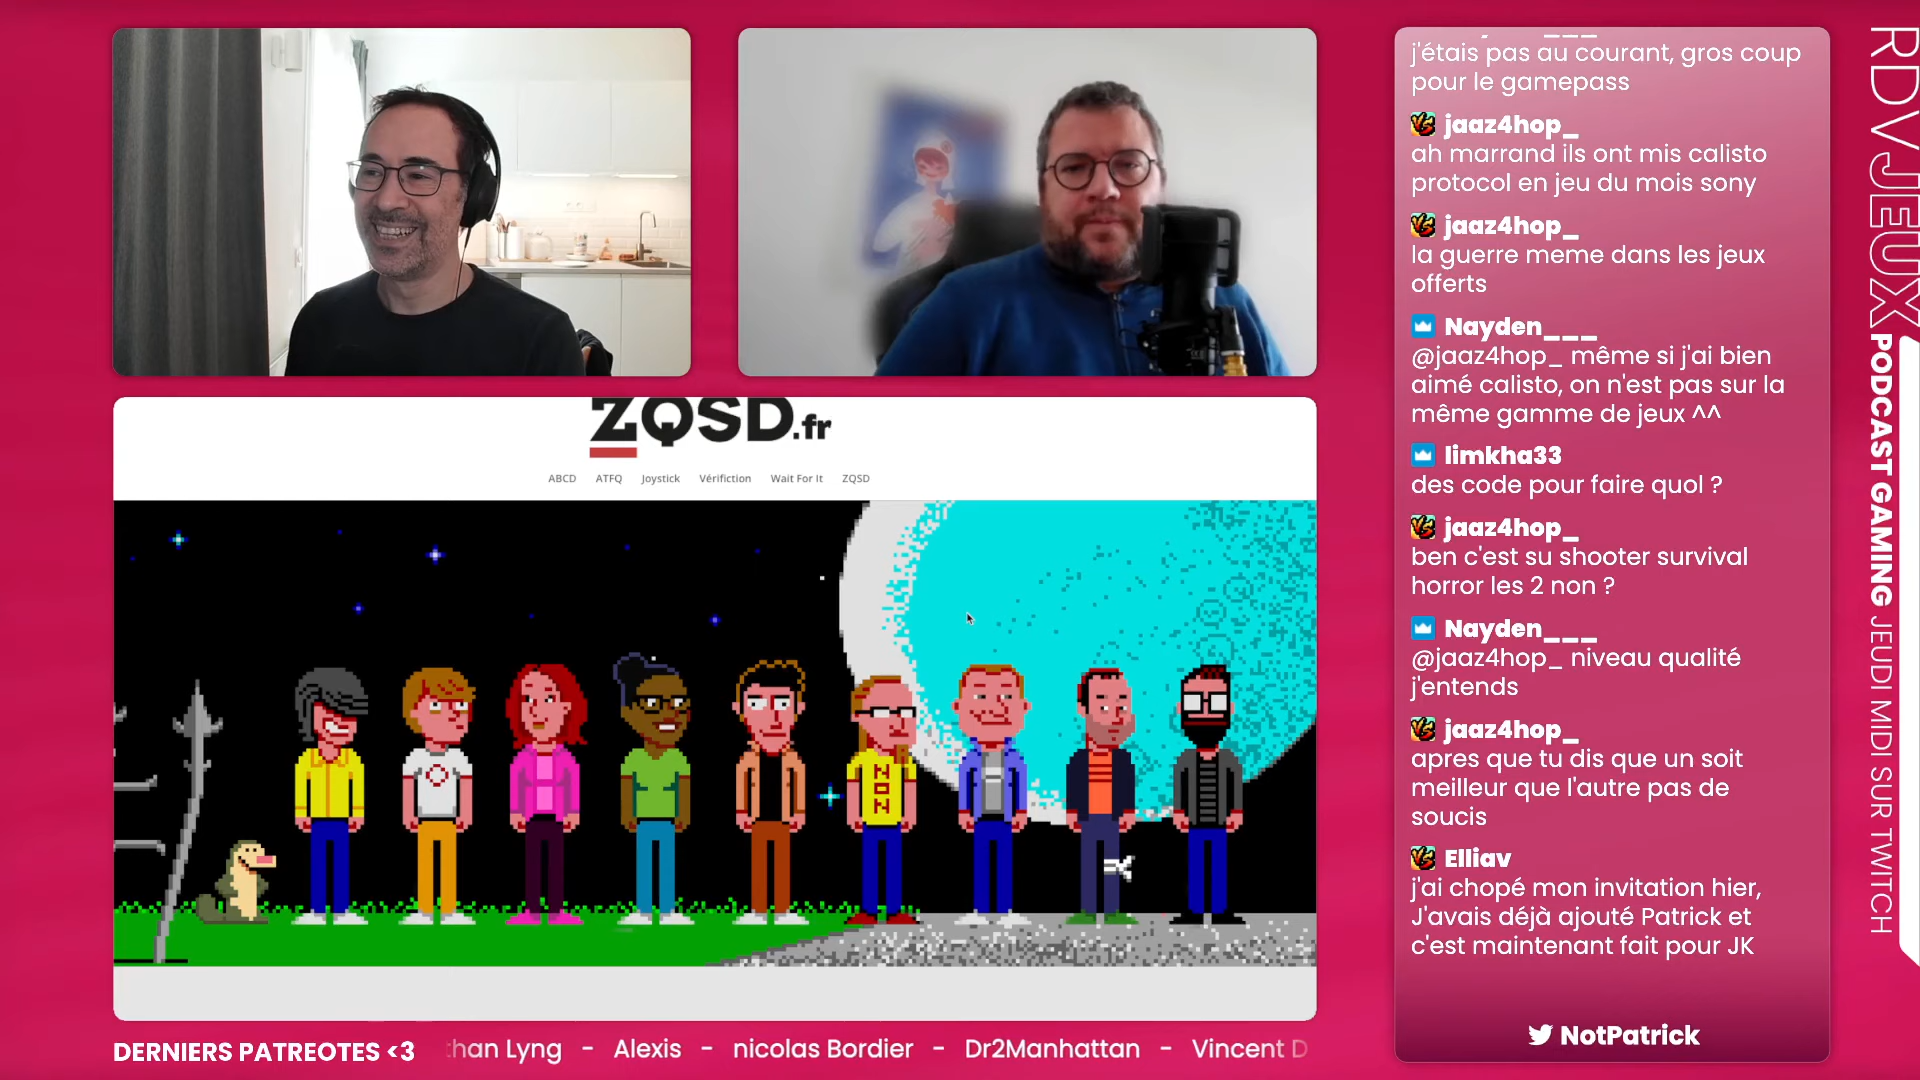 ZQSD.fr
ABCD ATFQ Joystick Vérifiction Wait For It ZQSD
NON
DERNIERS PATREOTES <3
than Lyng - Alexis - nicolas Bordier - Dr2Manhattan - Vincent D
j'étais pas au courant, gros coup
pour le gamepass
jaaz4hop_
ah marrand ils ont mis calisto
protocol en jeu du mois sony
jaaz4hop_
la guerre meme dans les jeux
offerts
Nayden___
@jaaz4hop_ même si j'ai bien
aimé calisto, on n'est pas sur la
même gamme de jeux ^^
limkha33
des code pour faire quoI ?
jaaz4hop_
ben c'est su shooter survival
horror les 2 non ?
Nayden___
@jaaz4hop_ niveau qualité
j'entends
jaaz4hop_
apres que tu dis que un soit
meilleur que l'autre pas de
soucis
Elliav
j'ai chopé mon invitation hier,
J'avais déjà ajouté Patrick et
c'est maintenant fait pour JK
NotPatrick
RDV JEUX PODCAST GAMING JEUDI MIDI SUR TWITCH